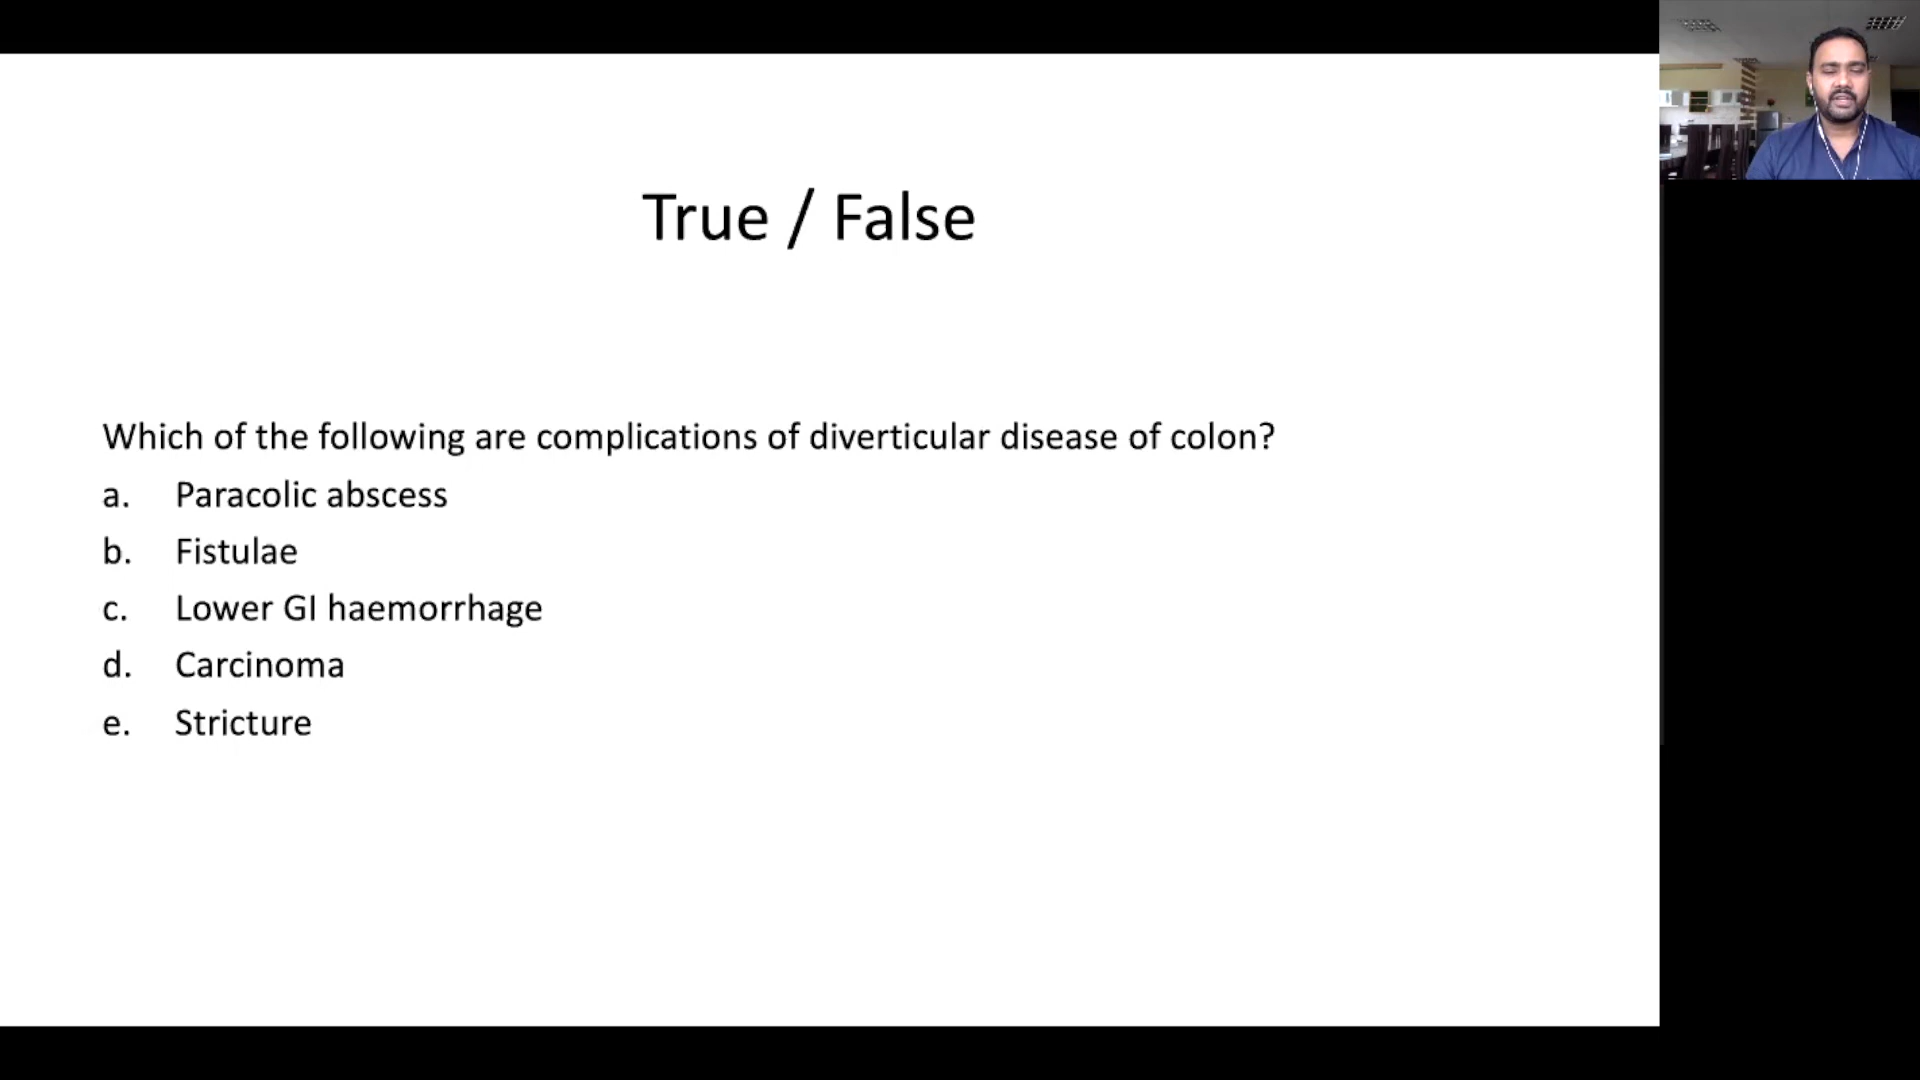 True / False
Which of the following are complications of diverticular disease of colon?
a. Paracolic abscess
b. Fistulae
c. Lower GI haemorrhage
d. Carcinoma
e. Stricture